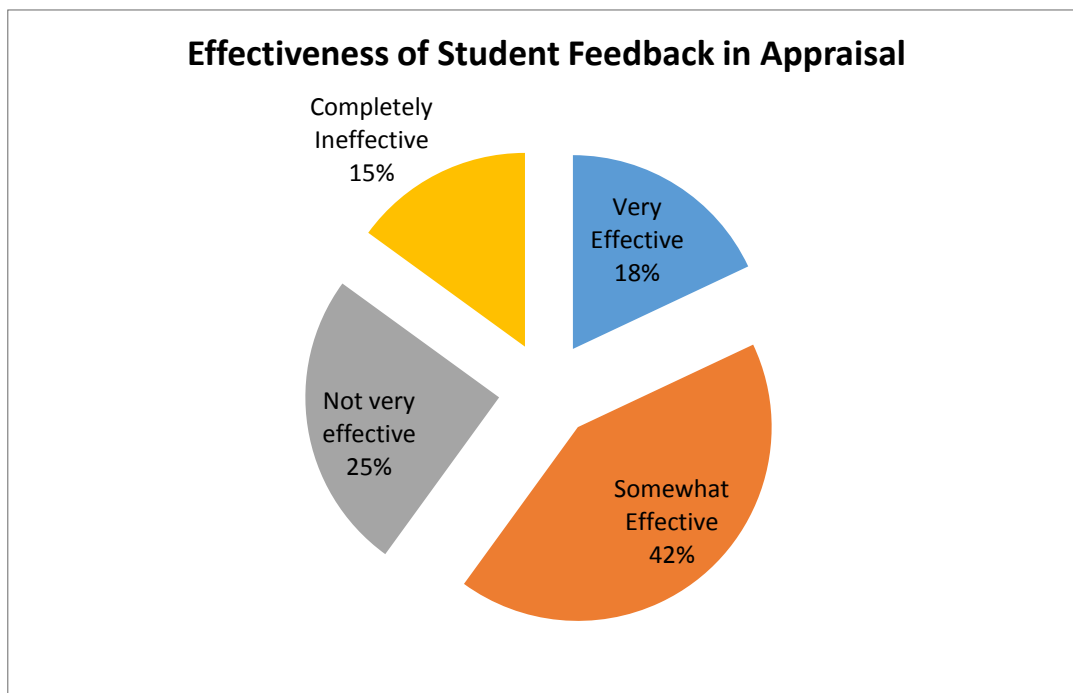 Effectiveness of Student Feedback in Appraisal
Completely
Ineffective
15%
Very
Effective
18%
Not very
effective
25%
Somewhat
Effective
42%